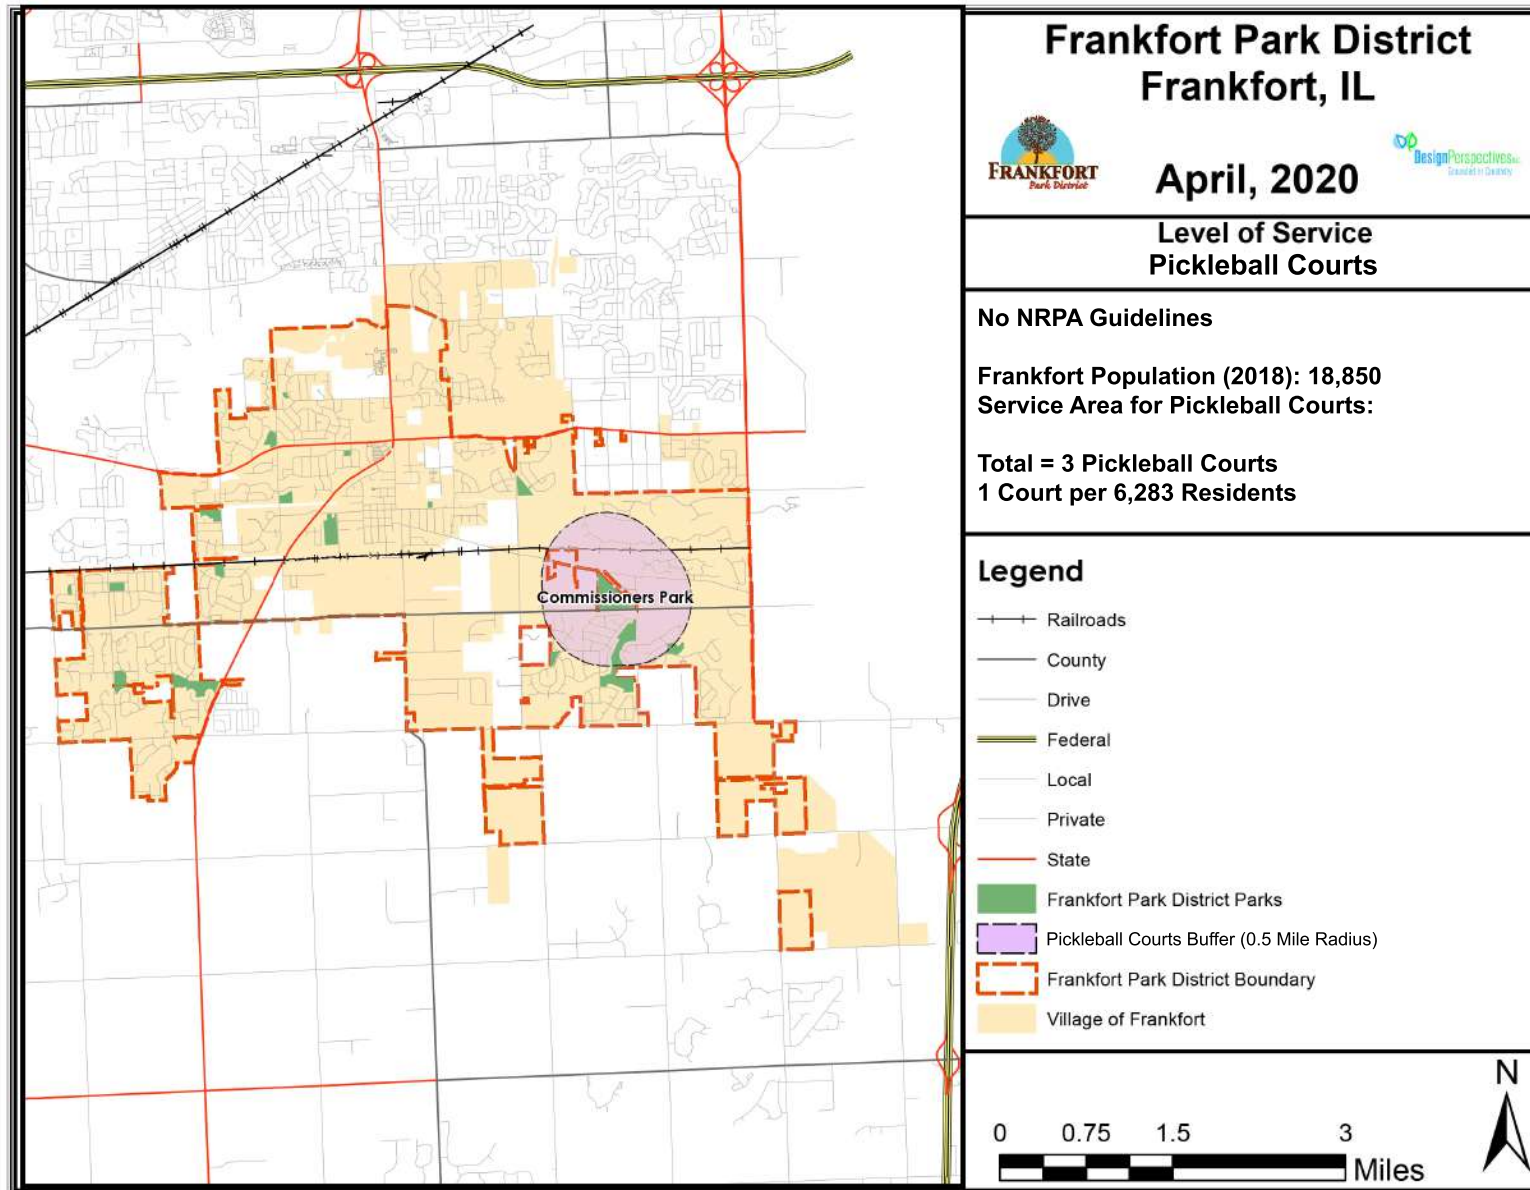 Frankfort Park District
Frankfort, IL
FRANKFORT
Park District
April, 2020
DesignPerspectives
Level of Service
Pickleball Courts
No NRPA Guidelines
Frankfort Population (2018): 18,850
Service Area for Pickleball Courts:
Total = 3 Pickleball Courts
1 Court per 6,283 Residents
Commissioners Park
Legend
Railroads
County
Drive
Federal
Local
Private
State
Frankfort Park District Parks
Pickleball Courts Buffer (0.5 Mile Radius)
Frankfort Park District Boundary
Village of Frankfort
N
0 0.75 1.5 3
Miles